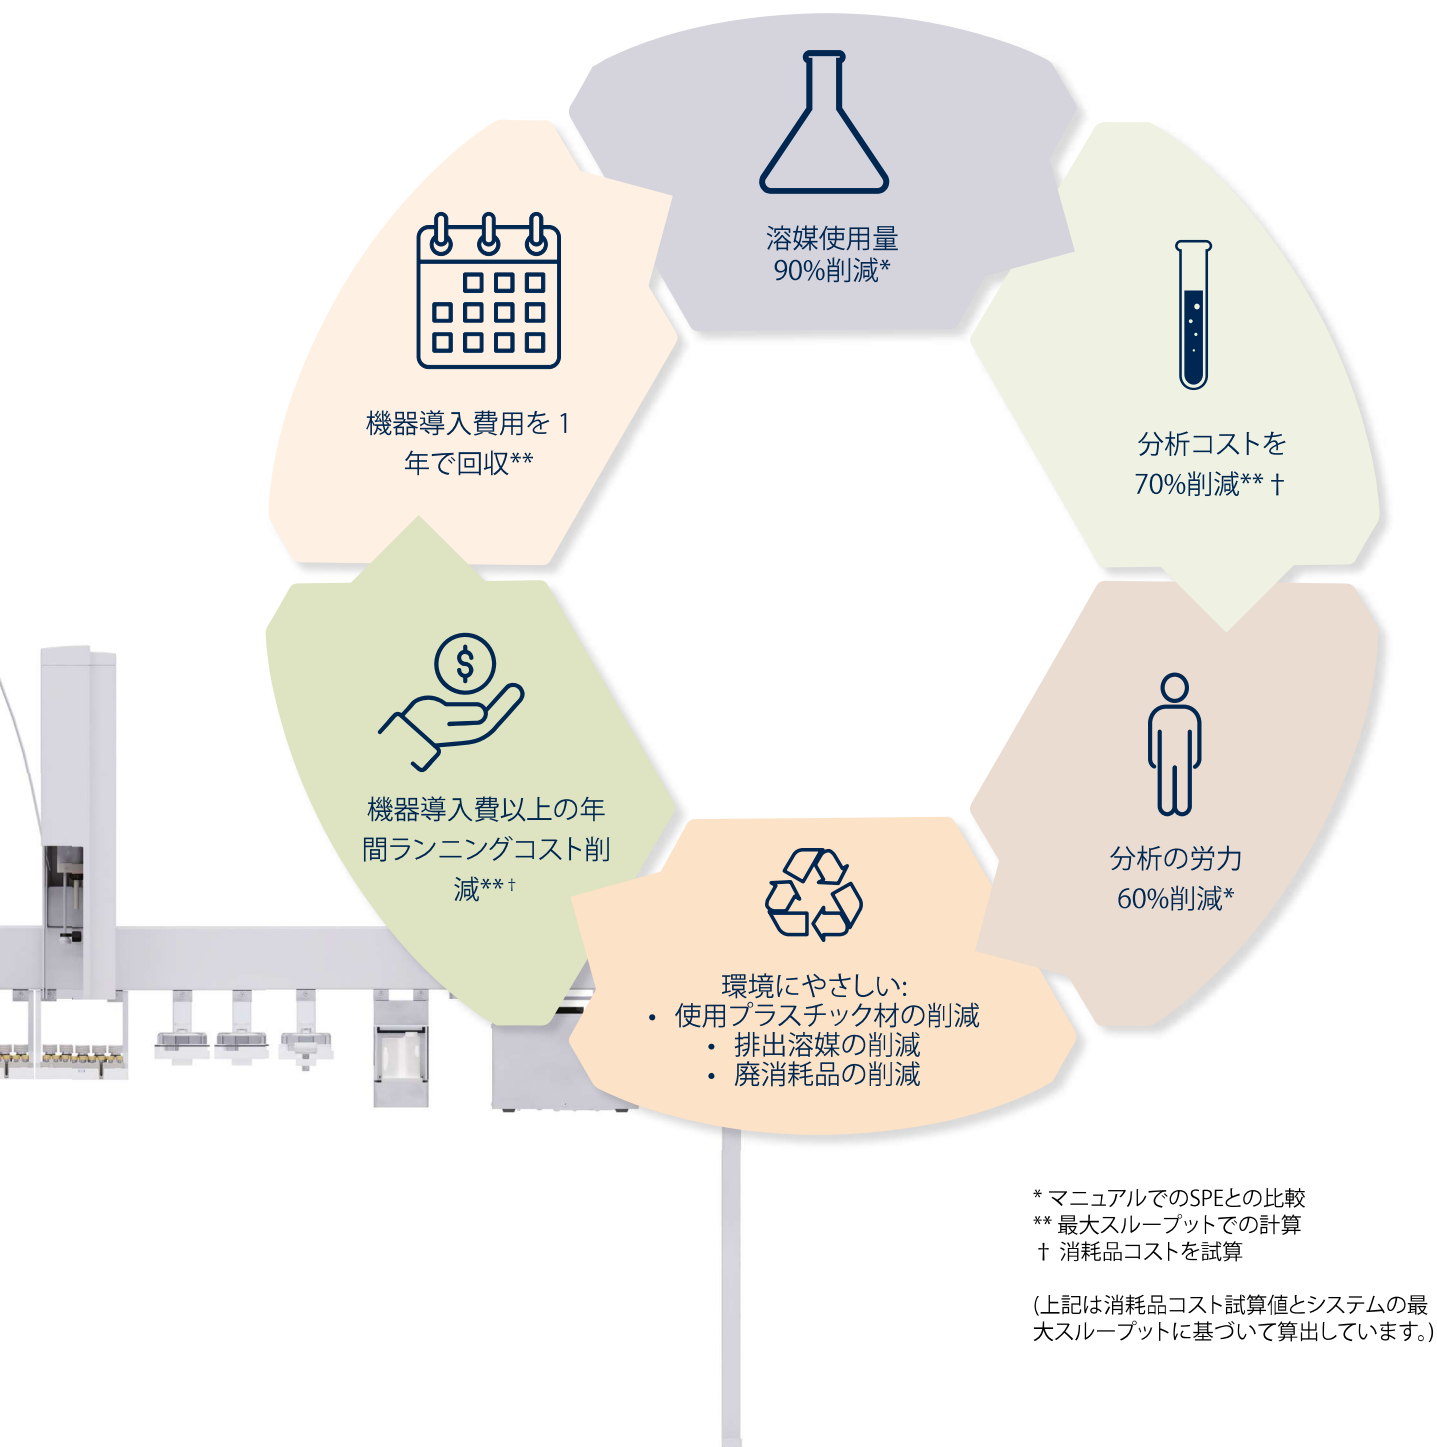 溶媒使用量
90%削減*
分析コストを
70%削減** †
分析の労力
60%削減*
環境にやさしい:
• 使用プラスチック材の削減
• 排出溶媒の削減
• 廃消耗品の削減
機器導入費以上の年
間ランニングコスト削
減** †
機器導入費用を 1
年で回収**
$
* マニュアルでのSPEとの比較
** 最大スループットでの計算
† 消耗品コストを試算
(上記は消耗品コスト試算値とシステムの最
大スループットに基づいて算出しています。)